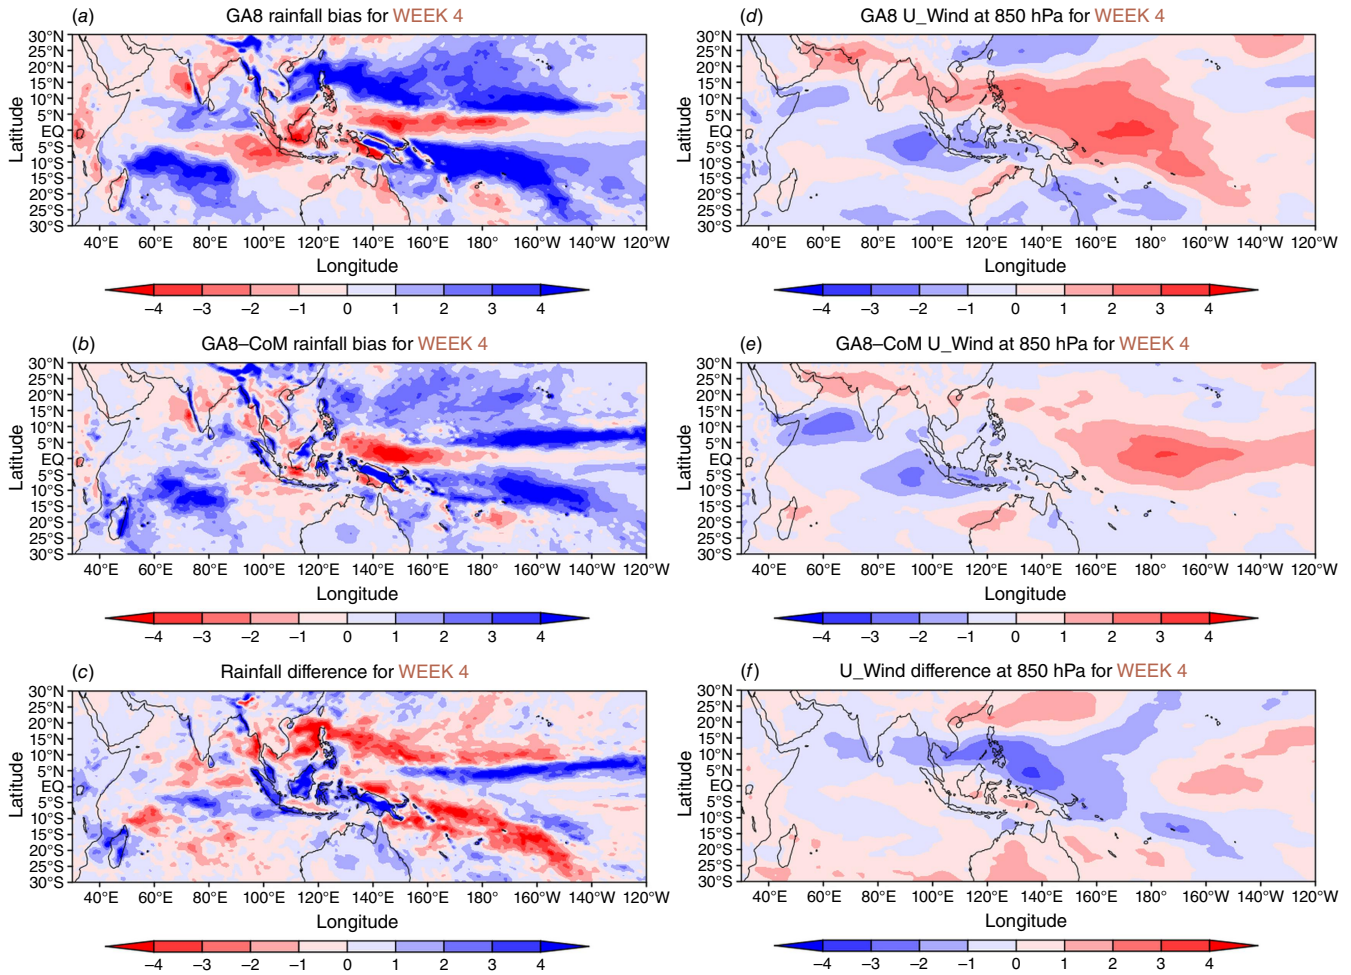 (a) GA8 rainfall bias for WEEK 4
30°N
25°N
20°N
15°N
10°N
5°N
EQ
5°S
10°S
15°S
20°S
25°S
30°S
Latitude
40°E 60°E 80°E 100°E 120°E 140°E 160°E 180° 160°W 140°W 120°W
Longitude
–4 –3 –2 –1 0 1 2 3 4
(d) GA8 U_Wind at 850 hPa for WEEK 4
30°N
25°N
20°N
15°N
10°N
5°N
EQ
5°S
10°S
15°S
20°S
25°S
30°S
Latitude
40°E 60°E 80°E 100°E 120°E 140°E 160°E 180° 160°W 140°W 120°W
Longitude
–4 –3 –2 –1 0 1 2 3 4
(b) GA8–CoM rainfall bias for WEEK 4
30°N
25°N
20°N
15°N
10°N
5°N
EQ
5°S
10°S
15°S
20°S
25°S
30°S
Latitude
40°E 60°E 80°E 100°E 120°E 140°E 160°E 180° 160°W 140°W 120°W
Longitude
–4 –3 –2 –1 0 1 2 3 4
(e) GA8–CoM U_Wind at 850 hPa for WEEK 4
30°N
25°N
20°N
15°N
10°N
5°N
EQ
5°S
10°S
15°S
20°S
25°S
30°S
Latitude
40°E 60°E 80°E 100°E 120°E 140°E 160°E 180° 160°W 140°W 120°W
Longitude
–4 –3 –2 –1 0 1 2 3 4
(c) Rainfall difference for WEEK 4
30°N
25°N
20°N
15°N
10°N
5°N
EQ
5°S
10°S
15°S
20°S
25°S
30°S
Latitude
40°E 60°E 80°E 100°E 120°E 140°E 160°E 180° 160°W 140°W 120°W
Longitude
–4 –3 –2 –1 0 1 2 3 4
(f) U_Wind difference at 850 hPa for WEEK 4
30°N
25°N
20°N
15°N
10°N
5°N
EQ
5°S
10°S
15°S
20°S
25°S
30°S
Latitude
40°E 60°E 80°E 100°E 120°E 140°E 160°E 180° 160°W 140°W 120°W
Longitude
–4 –3 –2 –1 0 1 2 3 4